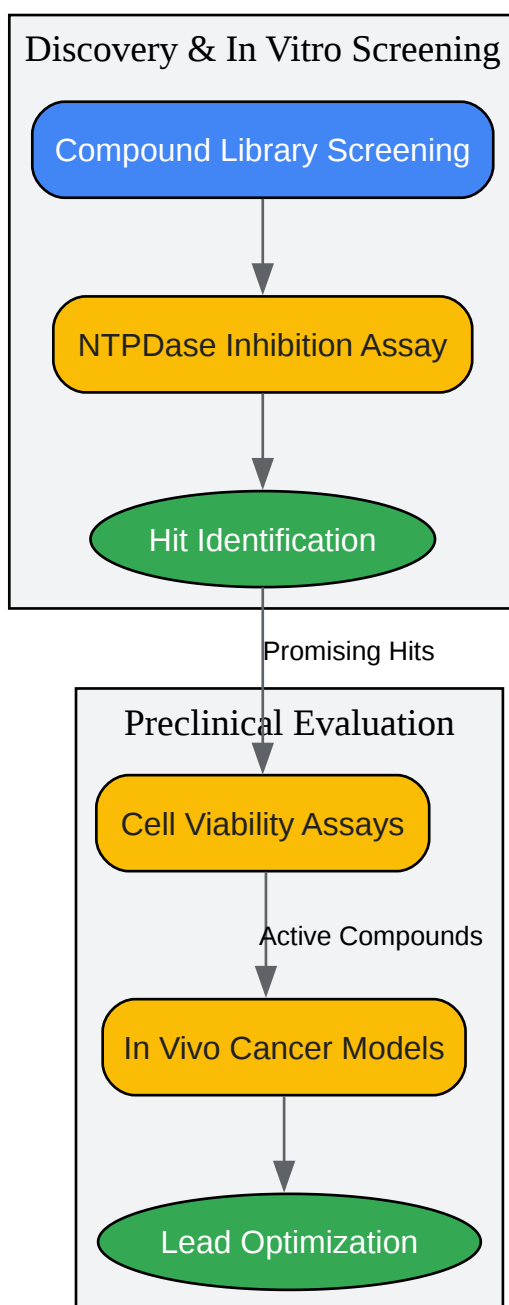 Discovery & In Vitro Screening
Compound Library Screening
NTPDase Inhibition Assay
Hit Identification
Promising Hits
Preclinical Evaluation
Cell Viability Assays
Active Compounds
In Vivo Cancer Models
Lead Optimization